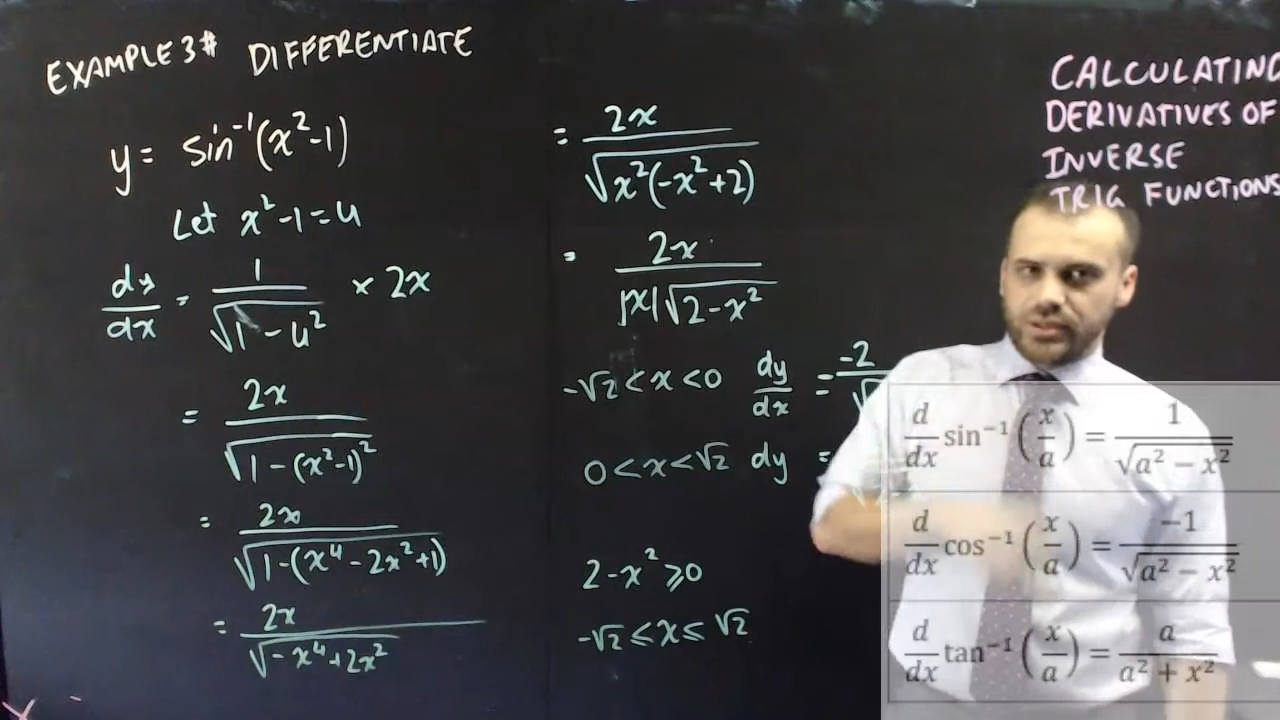 EXAMPLE 3# DIFFERENTIATE
y = sin⁻¹(x²-1)
Let x²-1=u
dy/dx = 1/√(1-u²) × 2x
= 2x/√(1-(x²-1)²)
= 2x/√(1-(x⁴-2x²+1))
= 2x/√(-x⁴+2x²)
= 2x/√(x²(-x²+2))
= 2x/|x|√(2-x²)
-√2<x<0 dy/dx = -2/√
0<x<√2 dy =
2-x²⩾0
-√2⩽x⩽√2
CALCULATING
DERIVATIVES OF
INVERSE
TRIG FUNCTIONS
d/dx sin⁻¹(x/a) = 1/√(a² − x²)
d/dx cos⁻¹(x/a) = −1/√(a² − x²)
d/dx tan⁻¹(x/a) = a/(a² + x²)